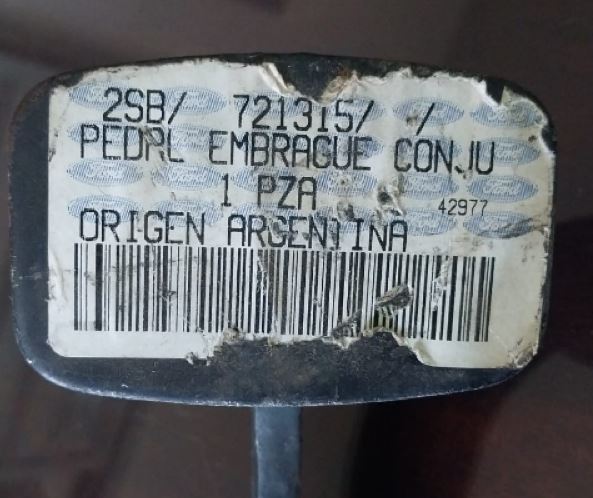 2SB/ 721315/ /
PEDAL EMBRAGUE CONJU
1 PZA
42977
ORIGEN ARGENTINA